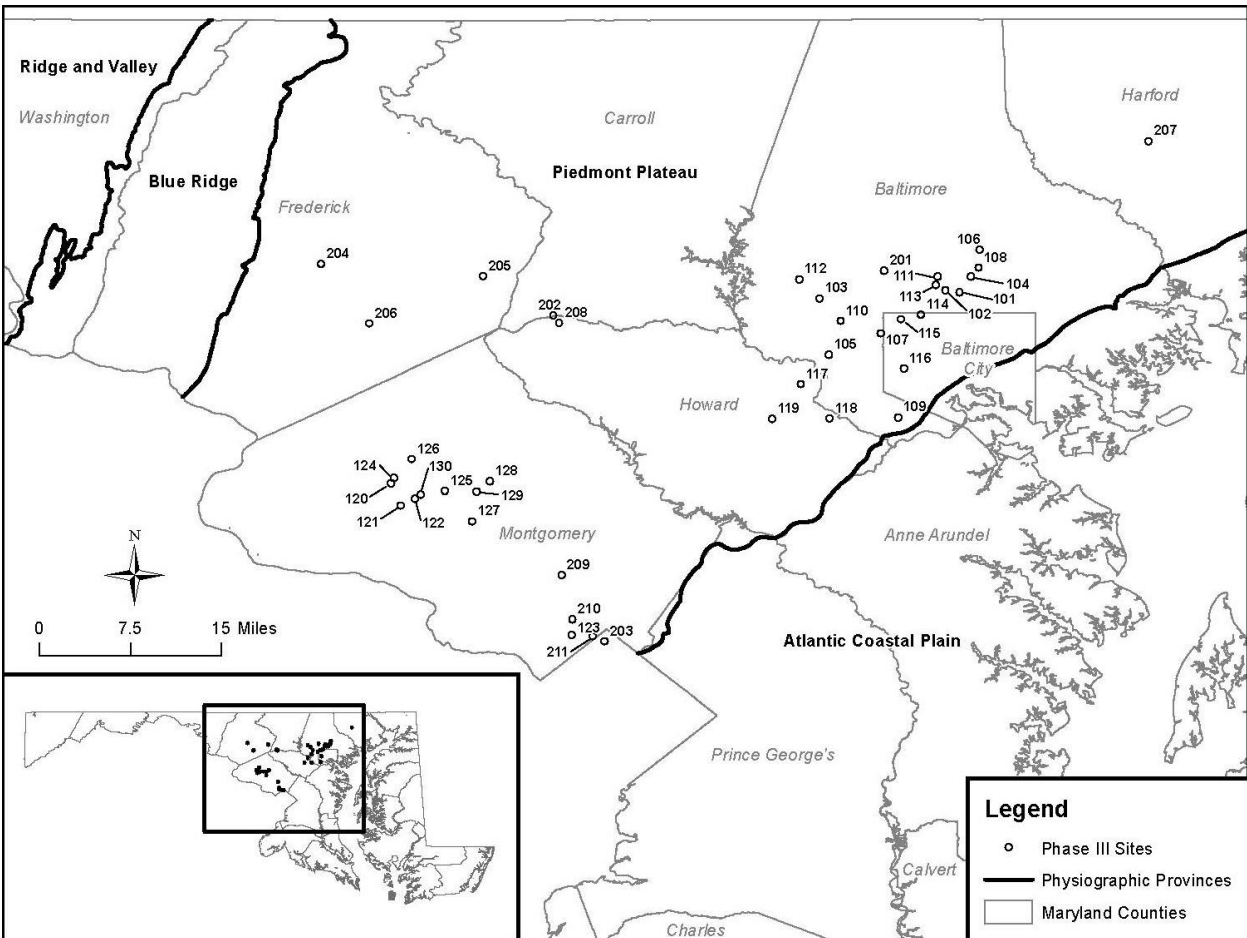 Ridge and Valley
Washington
Blue Ridge
Frederick
Carroll
Piedmont Plateau
Harford
207
Baltimore
204
205
206
202
208
106
108
201
111
104
112
103
113
101
114
102
110
115
107
105
Baltimore
City
116
117
Howard
119
118
109
126
124
130
125
128
120
129
121
122
127
Montgomery
Anne Arundel
N
209
0
7.5
15 Miles
210
123
203
211
Atlantic Coastal Plain
Prince George's
Calvert
Charles
Legend
Phase III Sites
Physiographic Provinces
Maryland Counties